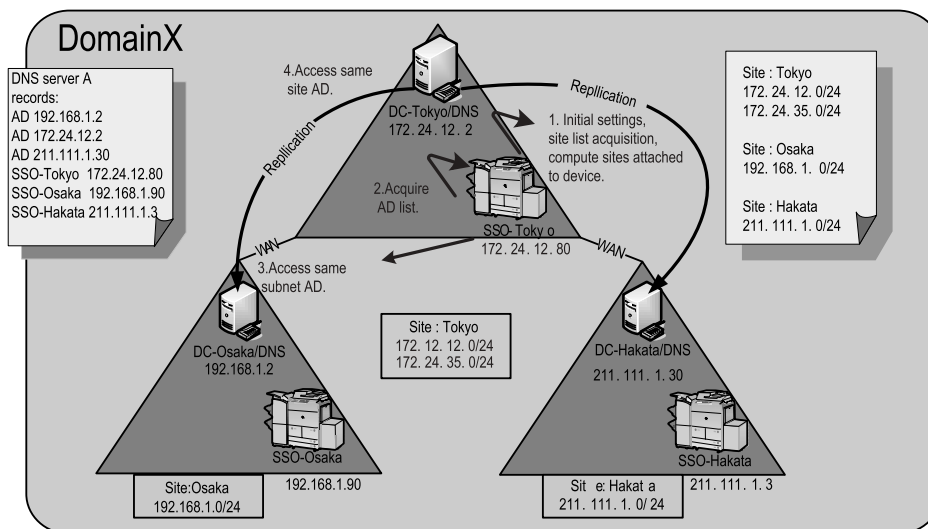 DomainX
DNS server A
records:
AD 192.168.1.2
AD 172.24.12.2
AD 211.111.1.30
SSO-Tokyo 172.24.12.80
SSO-Osaka 192.168.1.90
SSO-Hakata 211.111.1.3
4.Access same
site AD.
DC-Tokyo/DNS
172. 24. 12. 2
Repllication
Repllication
1. Initial settings,
site list acquisition,
compute sites attached
to device.
2.Acquire
AD list.
SSO- Toky o
172. 24. 12. 80
Site : Tokyo
172. 24. 12. 0/24
172. 24. 35. 0/24
Site : Osaka
192. 168. 1. 0/24
Site : Hakata
211. 111. 1. 0/24
WAN
WAN
3.Access same
subnet AD.
DC-Osaka/DNS
192.168.1.2
Site : Tokyo
172. 12. 12. 0/24
172. 24. 35. 0/24
DC-Hakata/DNS
211. 111. 1. 30
SSO-Osaka
SSO-Hakata
Site:Osaka
192.168.1.0/24
192.168.1.90
Sit e: Hakat a
211. 111. 1. 0/ 24
211. 111. 1. 3